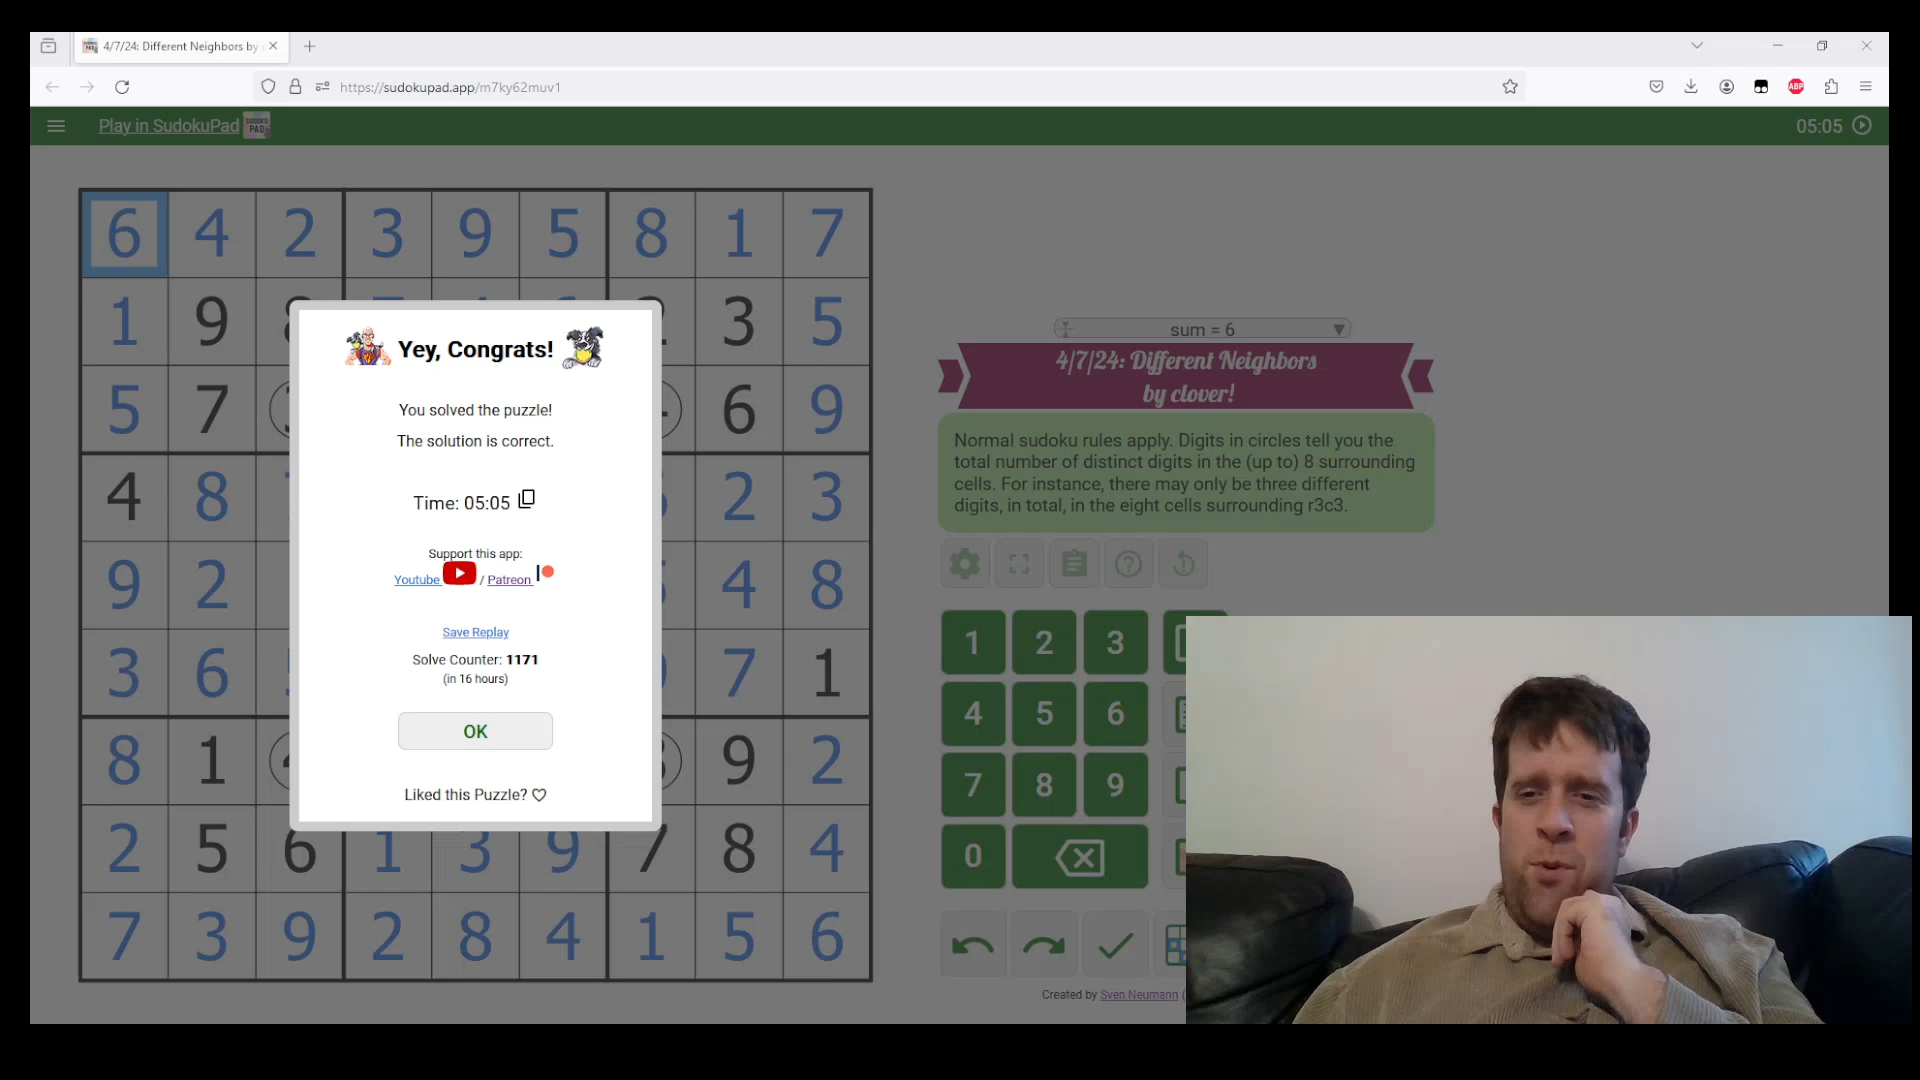 4/7/24: Different Neighbors by
https://sudokupad.app/m7ky62muv1
Play in SudokuPad
SUDOKU PAD
05:05
6 4 2 3 9 5 8 1 7
1 9 3 5
5 7 6 9
4 8 2 3
9 2 4 8
3 6 7 1
8 1 9 2
2 5 6 1 3 9 7 8 4
7 3 9 2 8 4 1 5 6
Yey, Congrats!
You solved the puzzle!
The solution is correct.
Time: 05:05
Support this app:
Youtube / Patreon
Save Replay
Solve Counter: 1171
(in 16 hours)
OK
Liked this Puzzle? ♡
sum = 6
4/7/24: Different Neighbors
by clover!
Normal sudoku rules apply. Digits in circles tell you the
total number of distinct digits in the (up to) 8 surrounding
cells. For instance, there may only be three different
digits, in total, in the eight cells surrounding r3c3.
1 2 3
4 5 6
7 8 9
0
Created by Sven Neumann (
ABP